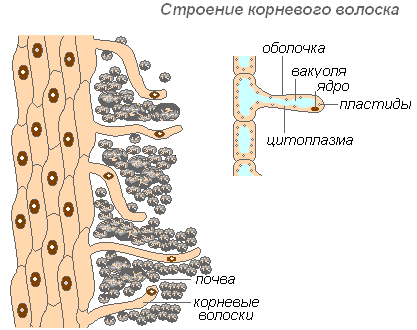 Строение корневого волоска
оболочка
вакуоля
ядро
пластиды
цитоплазма
почва
корневые
волоски